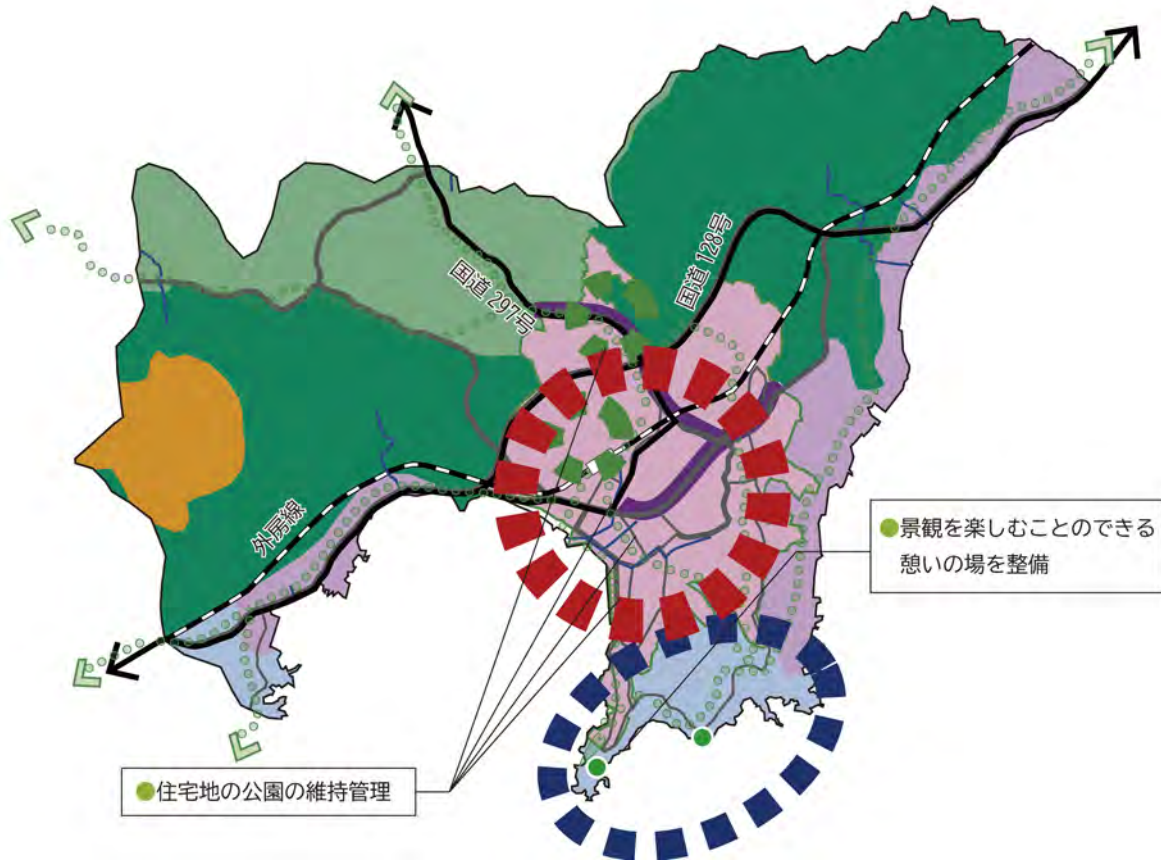 国道 128号
国道 297号
外房線
●景観を楽しむことのできる
憩いの場を整備
●住宅地の公園の維持管理